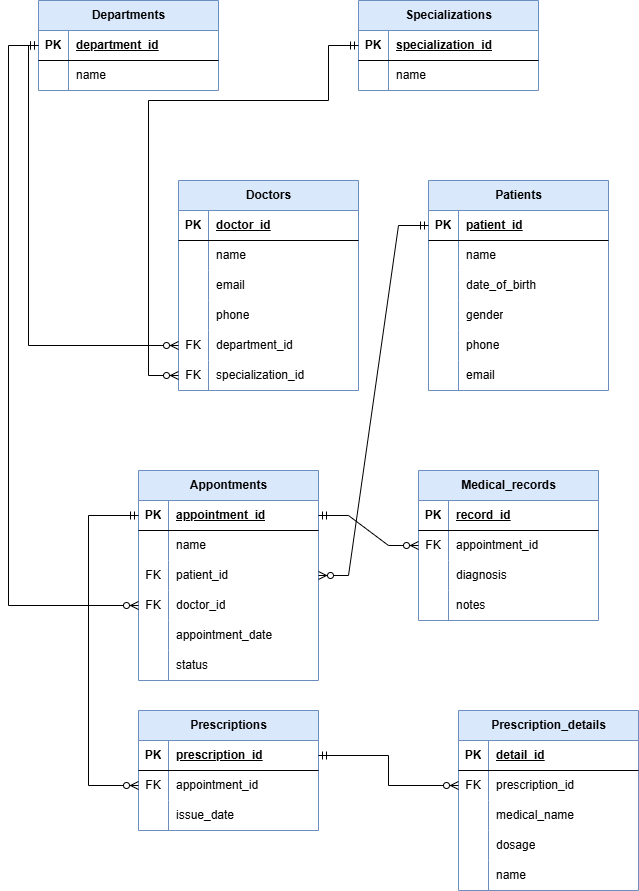 Departments
PK department_id
name
Specializations
PK specialization_id
name
Doctors
PK doctor_id
name
email
phone
FK department_id
FK specialization_id
Patients
PK patient_id
name
date_of_birth
gender
phone
email
Appontments
PK appointment_id
name
FK patient_id
FK doctor_id
appointment_date
status
Medical_records
PK record_id
FK appointment_id
diagnosis
notes
Prescriptions
PK prescription_id
FK appointment_id
issue_date
Prescription_details
PK detail_id
FK prescription_id
medical_name
dosage
name